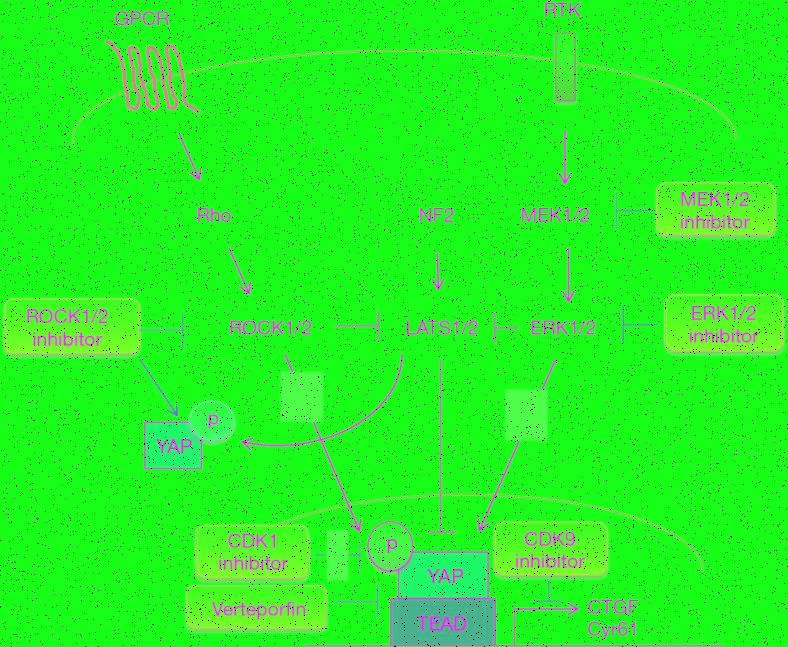 GPCR
RTK
Rho
NF2
MEK1/2
MEK1/2
inhibitor
ROCK1/2
inhibitor
ROCK1/2
LATS1/2
ERK1/2
ERK1/2
inhibitor
P
YAP
CDK1
inhibitor
P
YAP
CDK9
inhibitor
Verteporfin
TEAD
CTGF
Cyr61